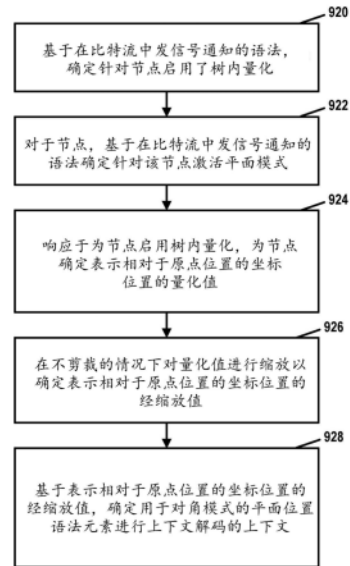 920
基于在比特流中发信号通知的语法，
确定针对节点启用了树内量化
922
对于节点，基于在比特流中发信号通知的
语法确定针对该节点激活平面模式
924
响应于为节点启用树内量化，为节点
确定表示相对于原点位置的坐标
位置的量化值
926
在不剪裁的情况下对量化值进行缩放以
确定表示相对于原点位置的坐标位置的
经缩放值
928
基于表示相对于原点位置的坐标位置的
经缩放值，确定用于对角模式的平面位置
语法元素进行上下文解码的上下文